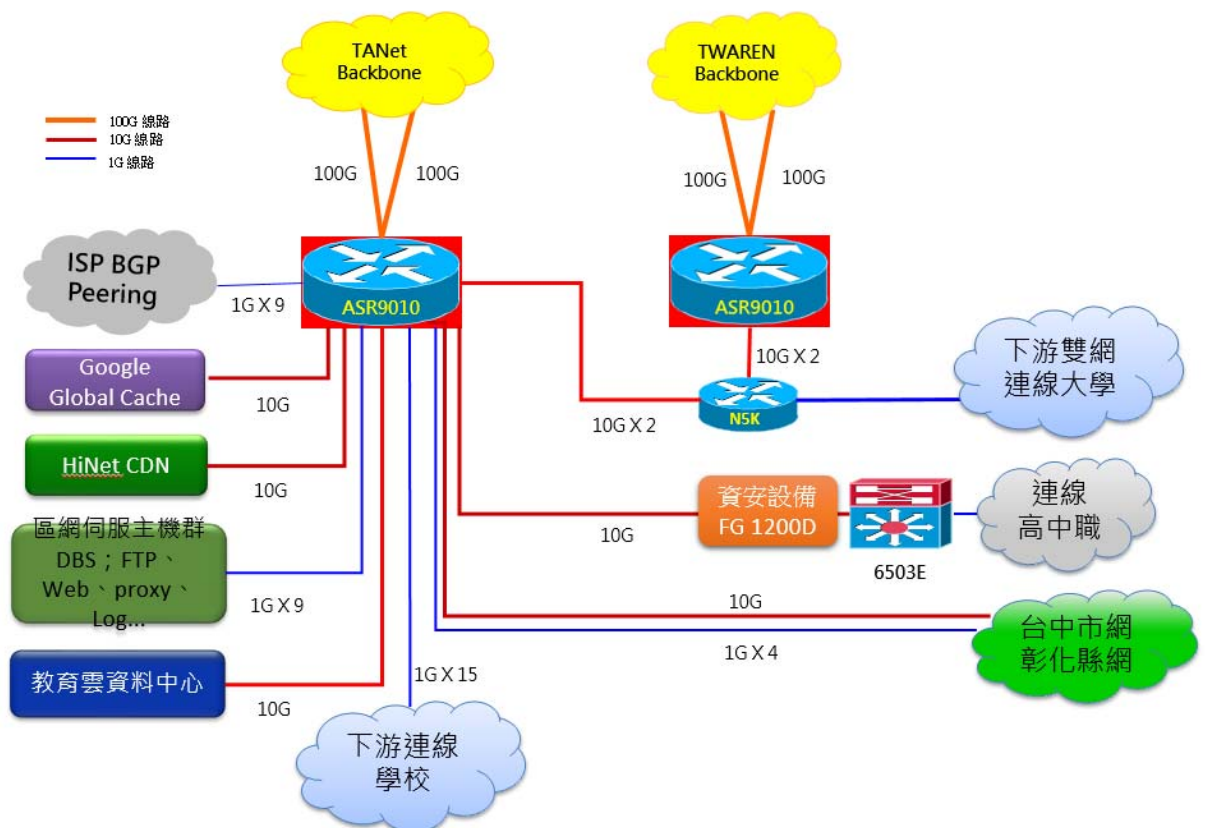 TANet
Backbone
TWAREN
Backbone
100G 線路
10G 線路
1G 線路
100G
100G
100G
100G
ISP BGP
Peering
1G X 9
ASR9010
ASR9010
Google
Global Cache
10G
10G X 2
N5K
10G X 2
下游雙網
連線大學
HiNet CDN
10G
資安設備
FG 1200D
10G
6503E
連線
高中職
區網伺服主機群
DBS；FTP、
Web、proxy、
Log...
1G X 9
10G
1G X 4
台中市網
彰化縣網
教育雲資料中心
10G
1G X 15
下游連線
學校